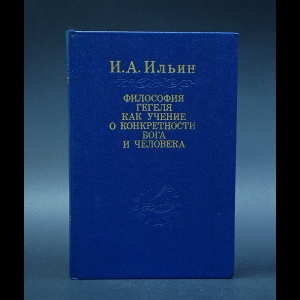 И.А.Ильин
ФИЛОСОФИЯ
ГЕГЕЛЯ
КАК УЧЕНИЕ
О КОНКРЕТНОСТИ
БОГА
И ЧЕЛОВЕКА